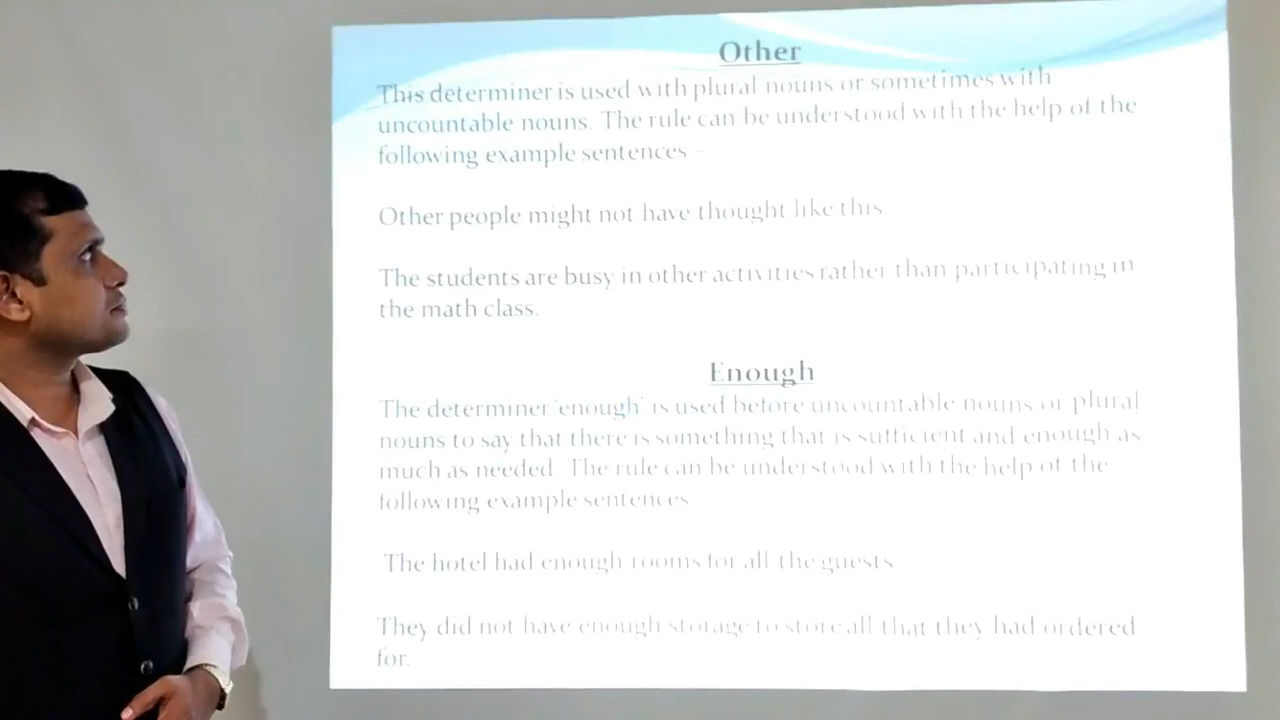 Other
This determiner is used with plural nouns or sometimes with
uncountable nouns. The rule can be understood with the help of the
following example sentences –
Other people might not have thought like this
The students are busy in other activities rather than participating in
the math class.
Enough
The determiner 'enough' is used before uncountable nouns or plural
nouns to say that there is something that is sufficient and enough as
much as needed. The rule can be understood with the help of the
following example sentences
The hotel had enough rooms for all the guests
They did not have enough storage to store all that they had ordered
for.